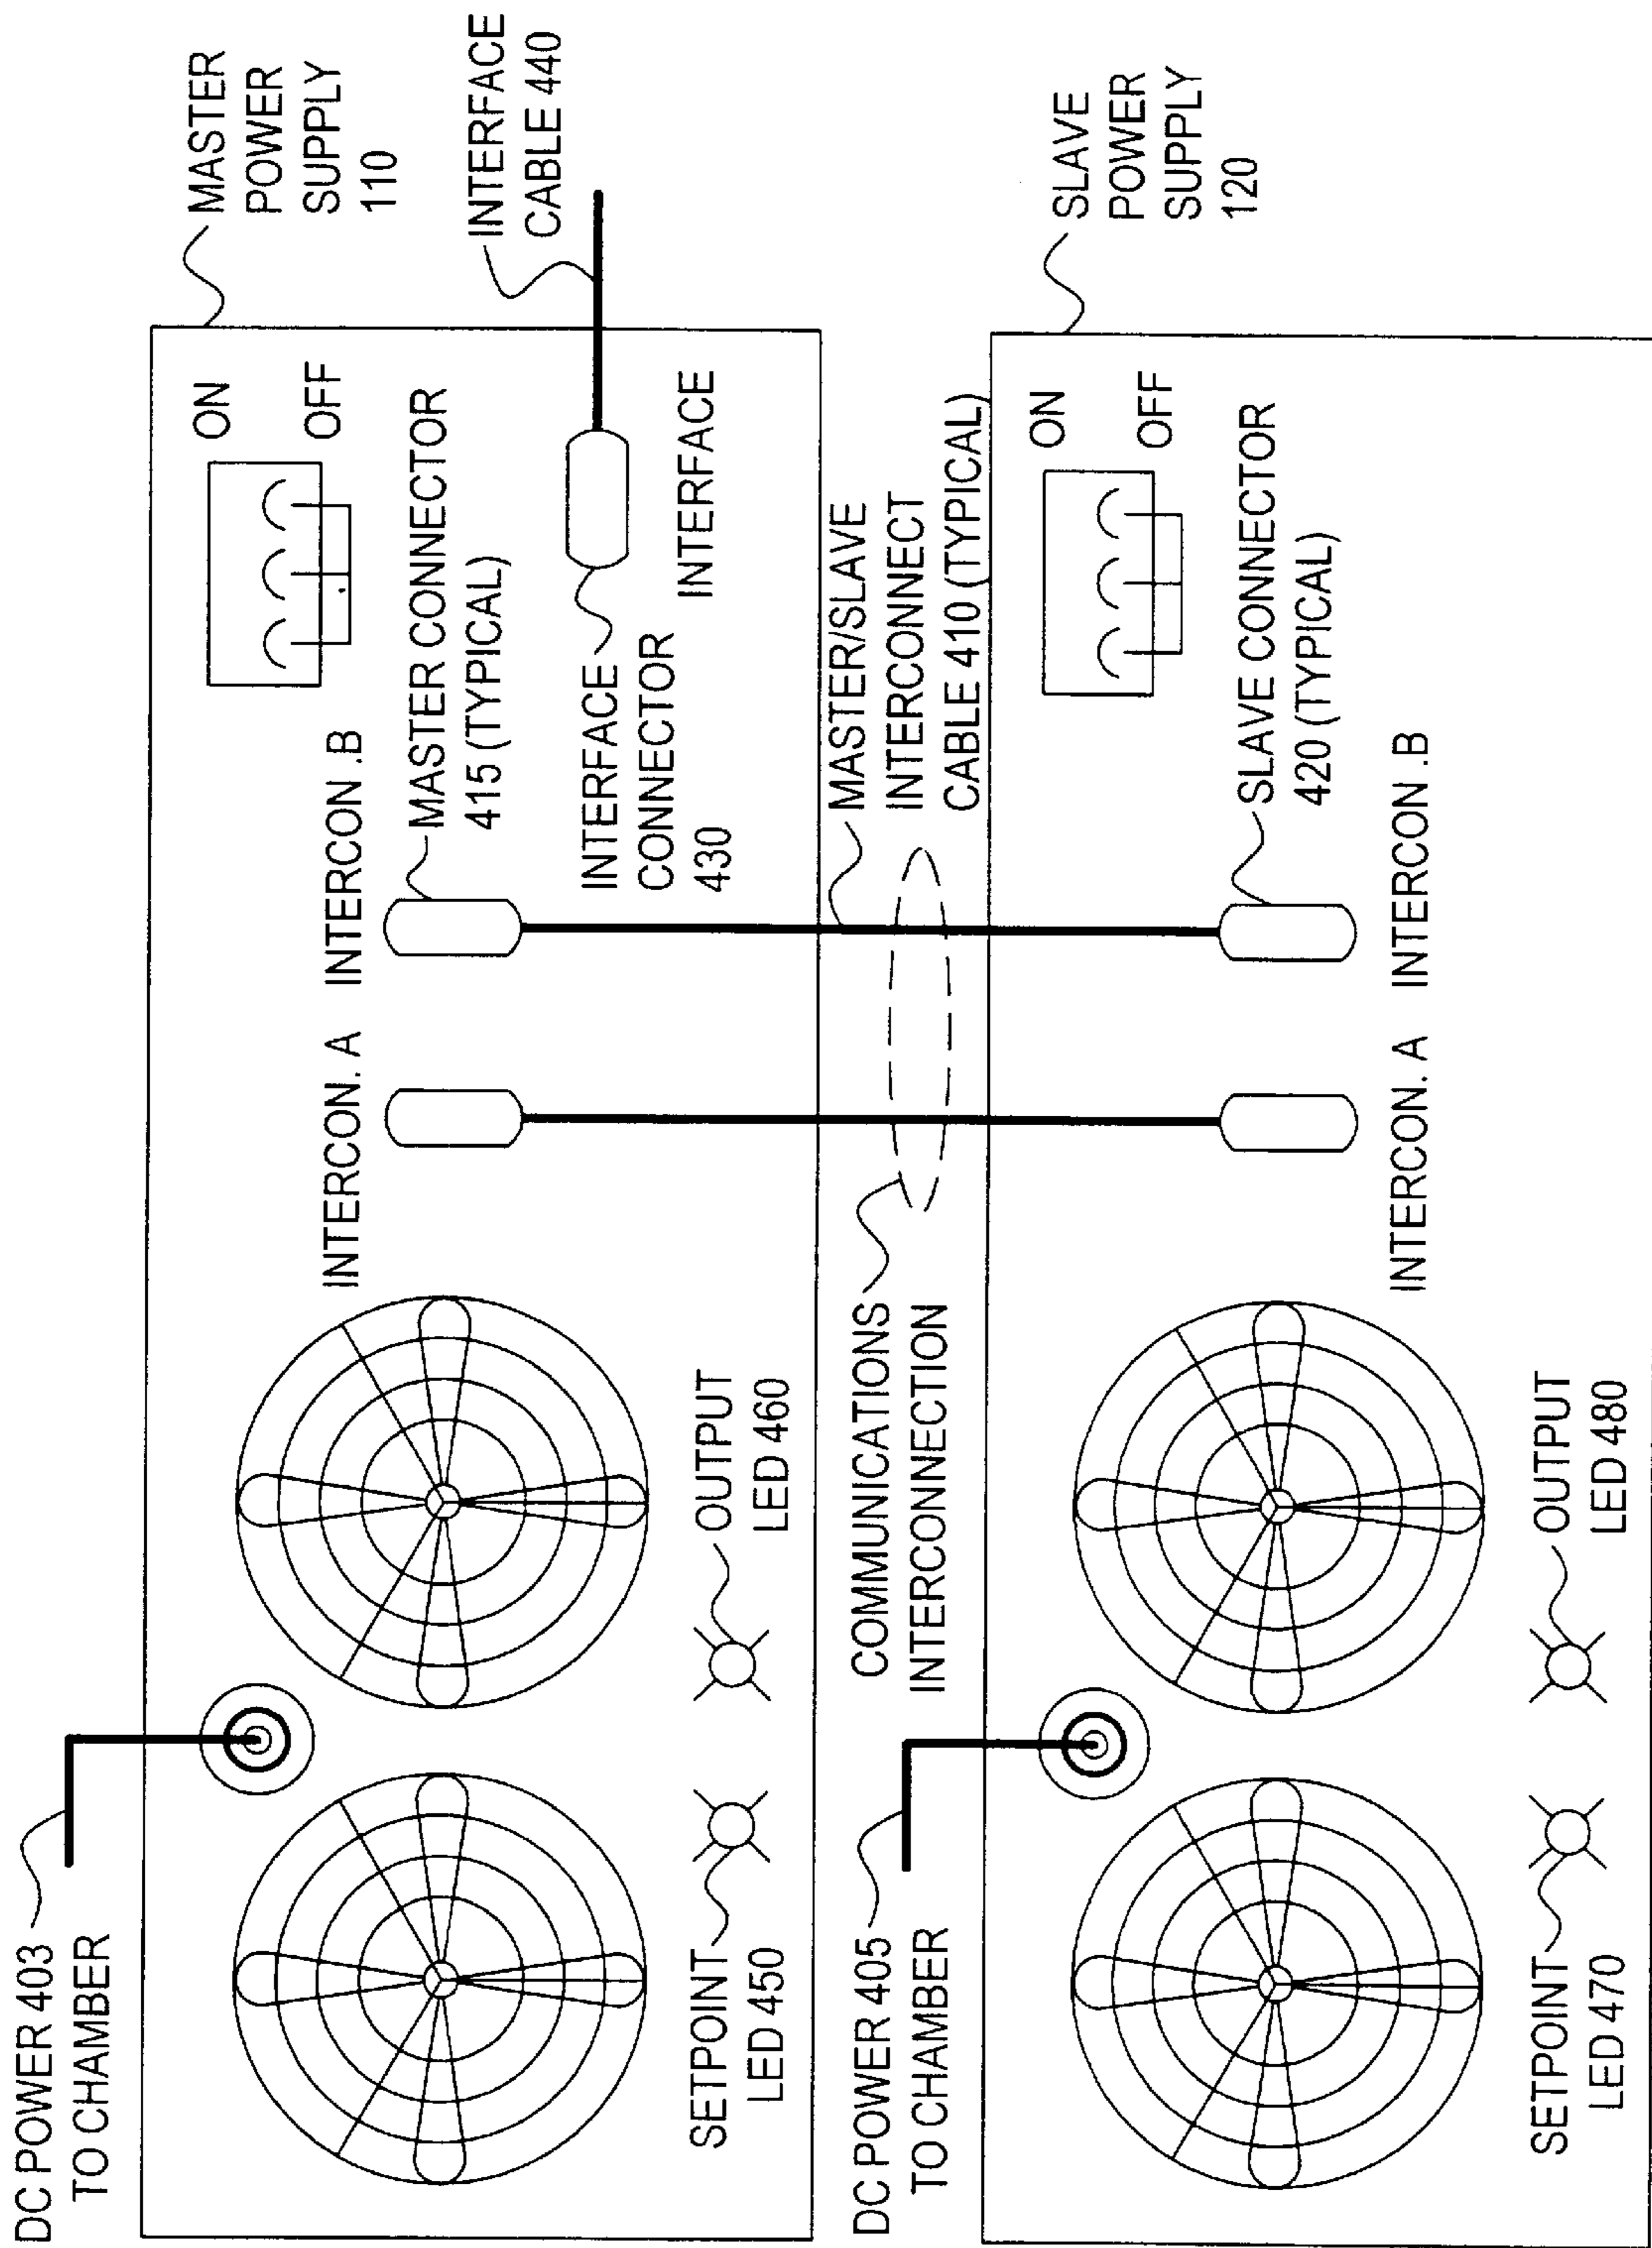 DC POWER 403
TO CHAMBER
MASTER
POWER
SUPPLY
110
INTERFACE
CABLE 440
ON
OFF
INTERCON. A
INTERCON .B
MASTER CONNECTOR
415 (TYPICAL)
INTERFACE
CONNECTOR
430
INTERFACE
SETPOINT
LED 450
OUTPUT
LED 460
DC POWER 405
TO CHAMBER
COMMUNICATIONS
INTERCONNECTION
MASTER/SLAVE
INTERCONNECT
CABLE 410 (TYPICAL)
SLAVE
POWER
SUPPLY
120
ON
OFF
SLAVE CONNECTOR
420 (TYPICAL)
INTERCON. A
INTERCON .B
SETPOINT
LED 470
OUTPUT
LED 480